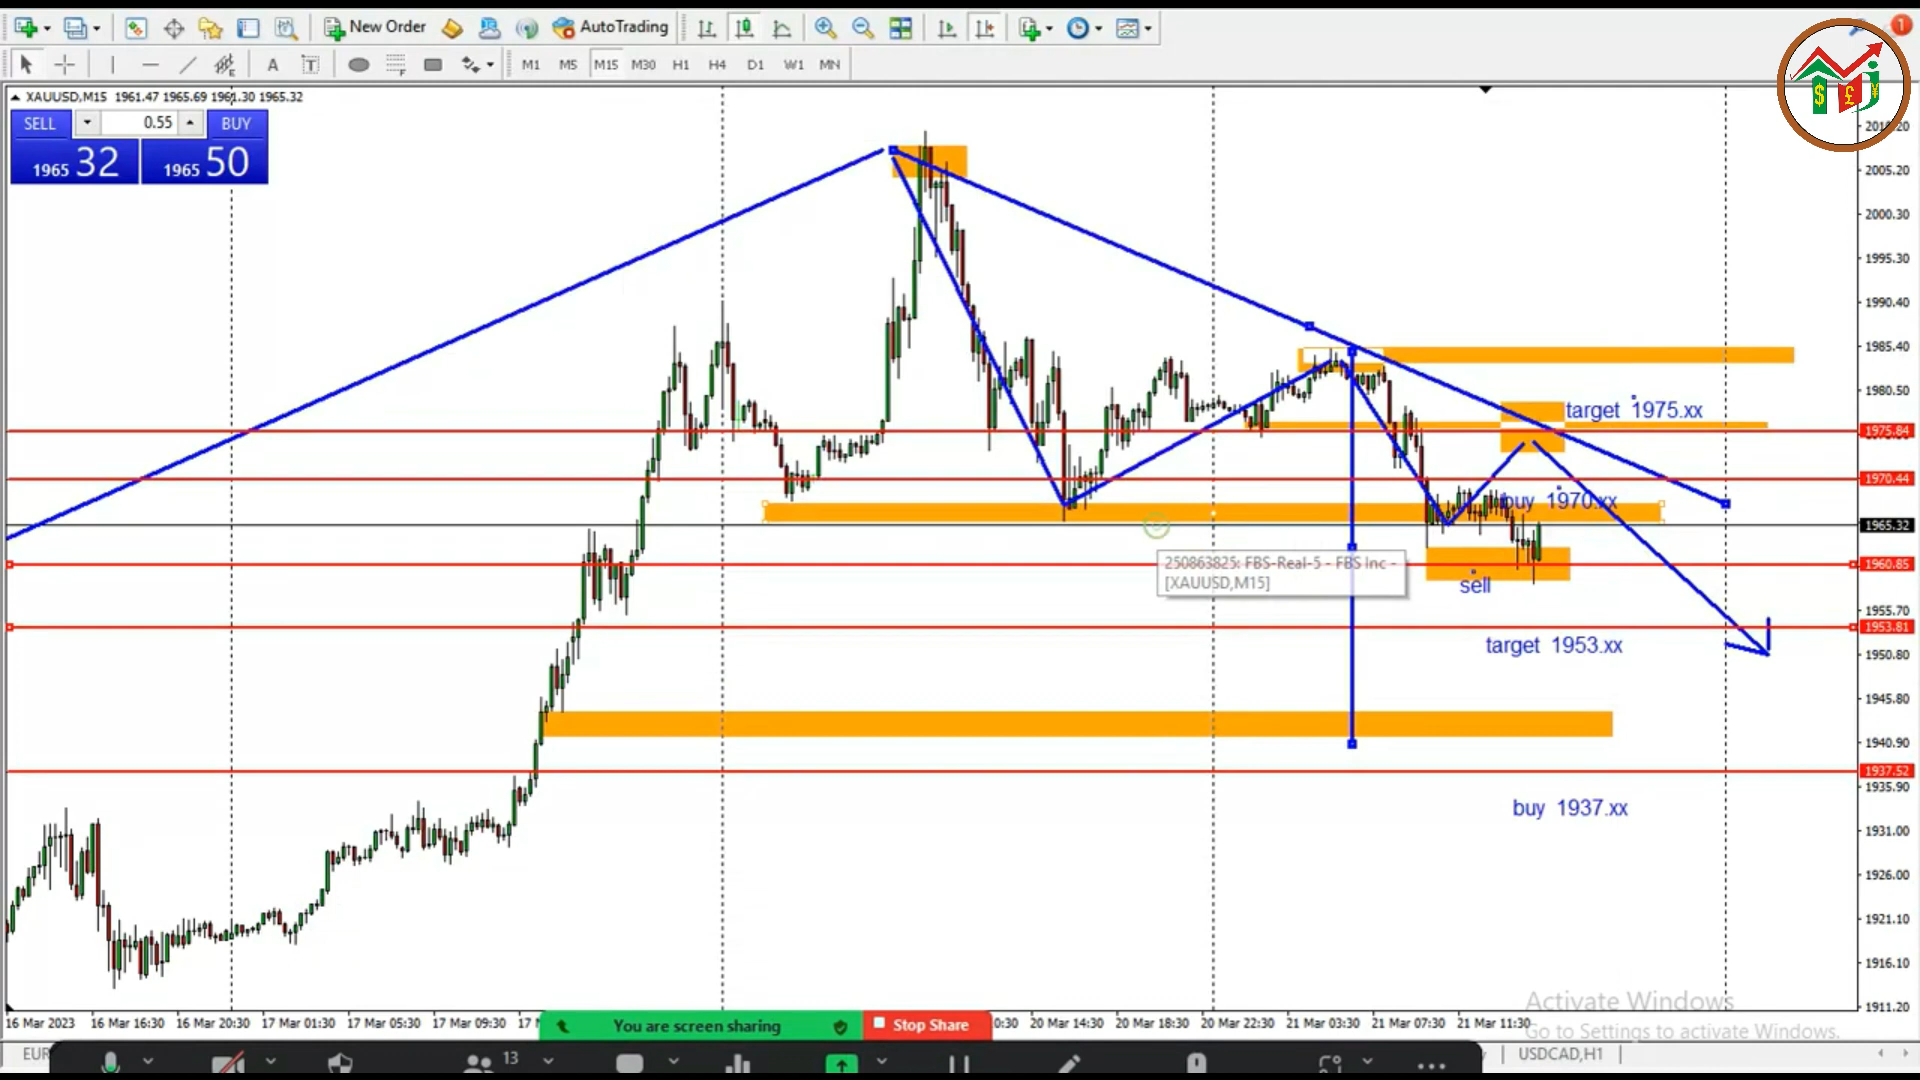 New Order
AutoTrading
1
A
T
M1 M5 M15 M30 H1 H4 D1 W1 MN
XAUUSD,M15 1961.47 1965.69 1961.30 1965.32
SELL 0.55 BUY
1965 32 1965 50
2005.20
2000.30
1995.30
1990.40
1985.40
1980.50
target 1975.xx
1975.84
1970.44
buy 1970.xx
1965.32
250863825: FBS-Real-5 - FBS Inc -
[XAUUSD,M15]
1960.85
sell
1955.70
1953.81
target 1953.xx
1950.80
1945.80
1940.90
1937.52
1935.90
buy 1937.xx
1931.00
1926.00
1921.10
1916.10
1911.20
Activate Windows
Go to Settings to activate Windows.
16 Mar 2023 16 Mar 16:30 16 Mar 20:30 17 Mar 01:30 17 Mar 05:30 17 Mar 09:30 0:30 20 Mar 14:30 20 Mar 18:30 20 Mar 22:30 21 Mar 03:30 21 Mar 07:30 21 Mar 11:30
You are screen sharing Stop Share
EUR
13
USDCAD,H1